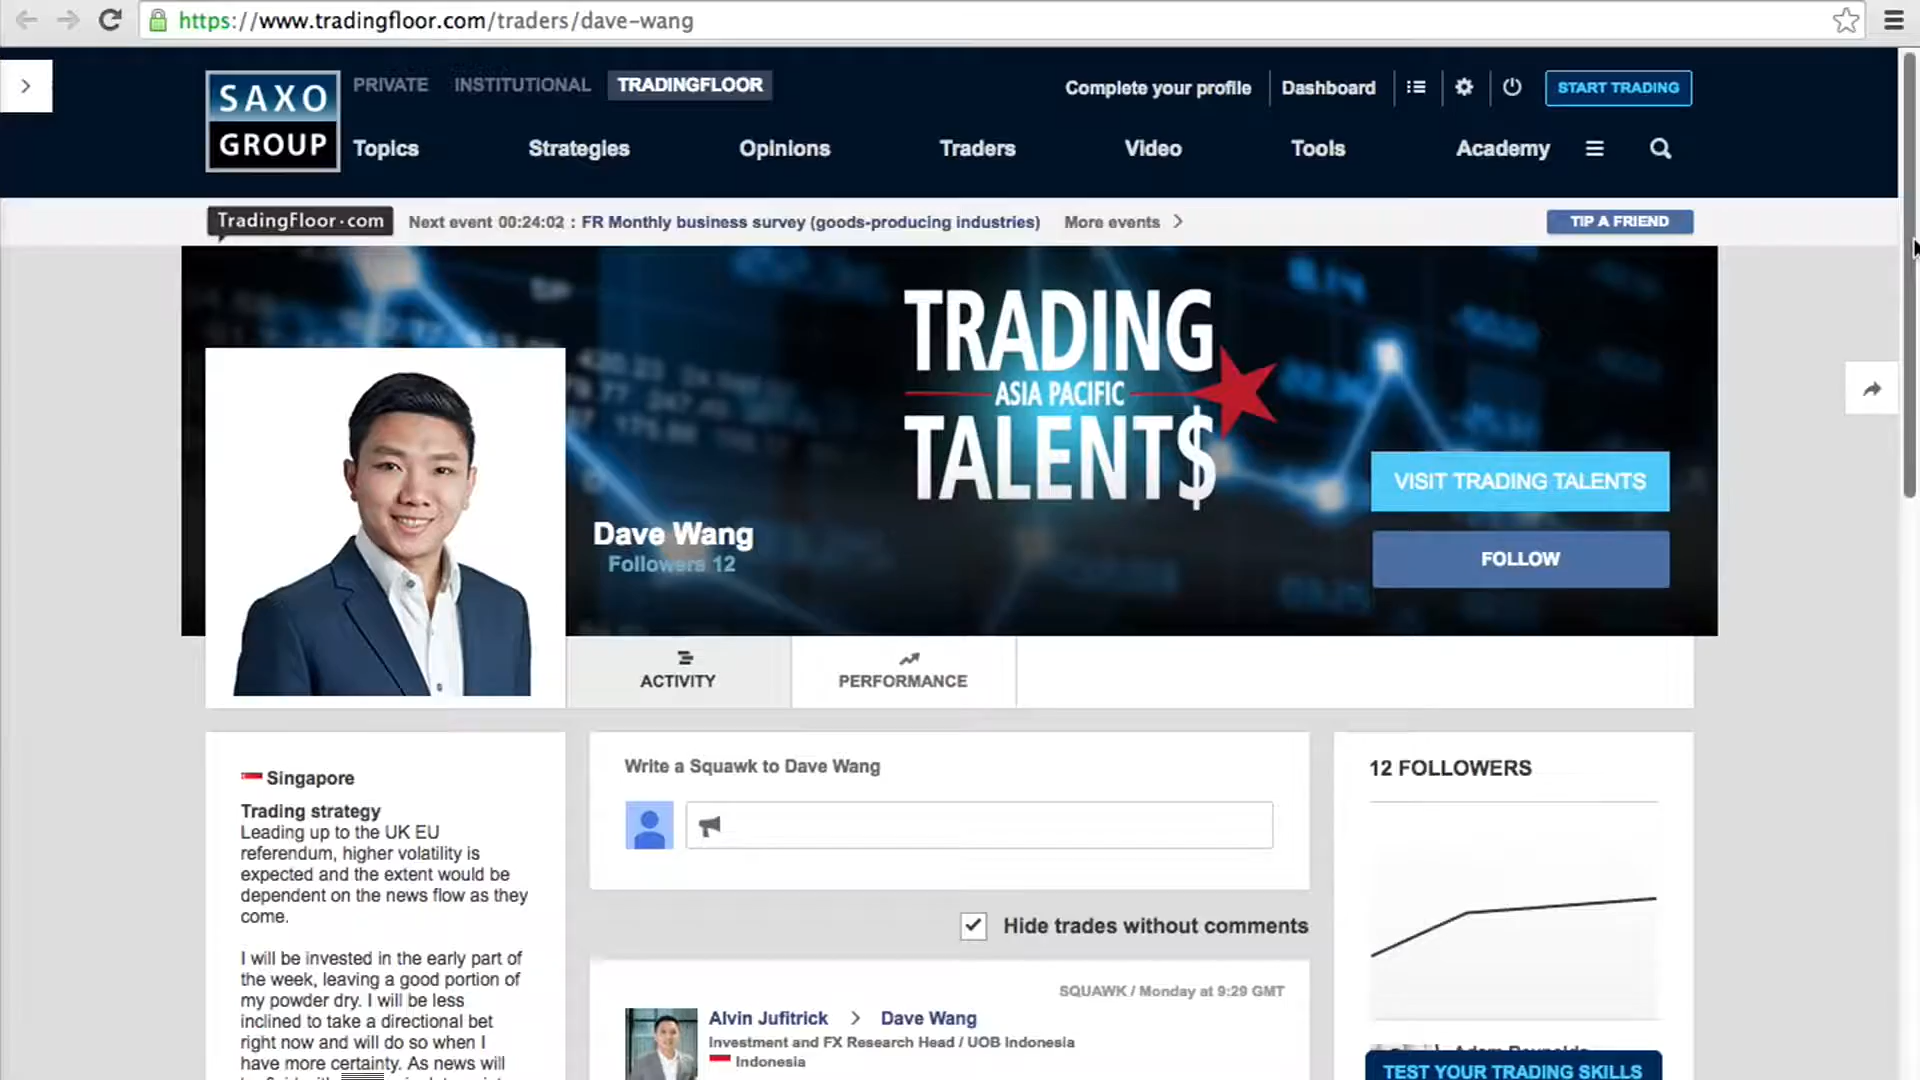 https://www.tradingfloor.com/traders/dave-wang
SAXO
GROUP
PRIVATE INSTITUTIONAL TRADINGFLOOR
Complete your profile Dashboard START TRADING
Topics Strategies Opinions Traders Video Tools Academy
TradingFloor.com Next event 00:24:02 : FR Monthly business survey (goods-producing industries) More events TIP A FRIEND
TRADING
ASIA PACIFIC
TALENT$
VISIT TRADING TALENTS
Dave Wang
Followers 12
FOLLOW
ACTIVITY PERFORMANCE
Singapore
Trading strategy
Leading up to the UK EU
referendum, higher volatility is
expected and the extent would be
dependent on the news flow as they
come.
I will be invested in the early part of
the week, leaving a good portion of
my powder dry. I will be less
inclined to take a directional bet
right now and will do so when I
have more certainty. As news will
Write a Squawk to Dave Wang
Hide trades without comments
SQUAWK / Monday at 9:29 GMT
Alvin Jufitrick > Dave Wang
Investment and FX Research Head / UOB Indonesia
Indonesia
12 FOLLOWERS
TEST YOUR TRADING SKILLS